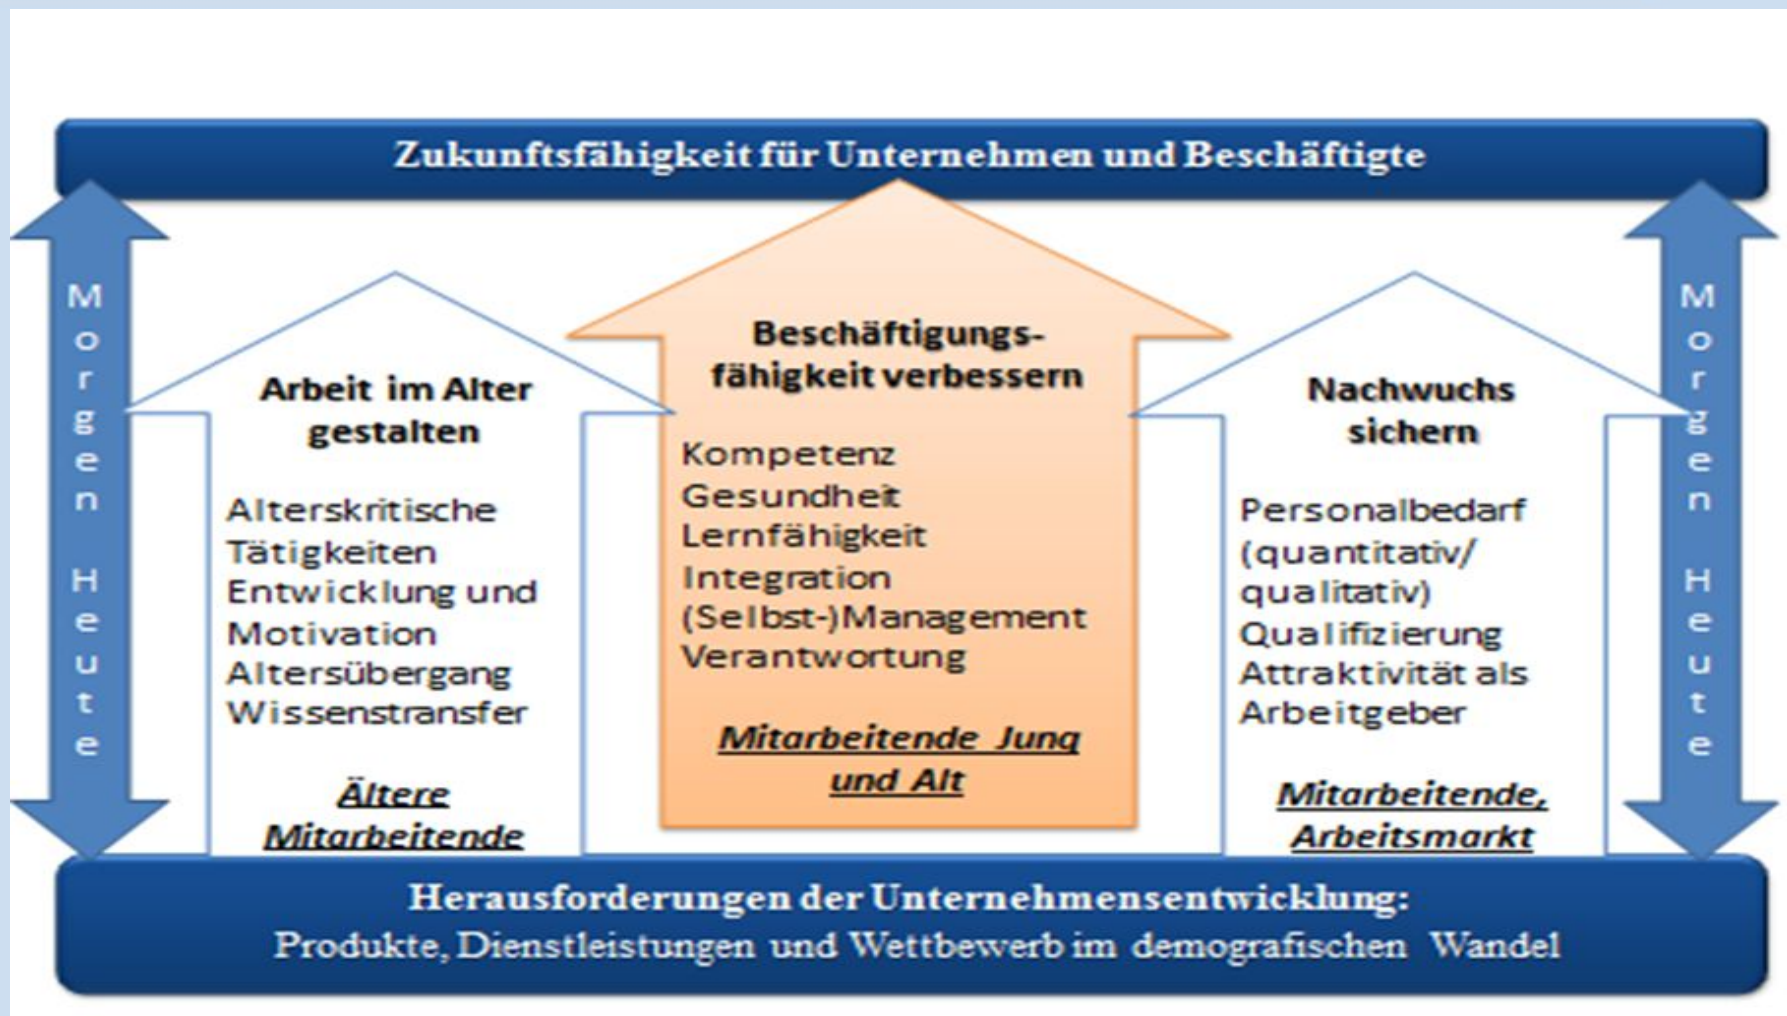 Zukunftsfähigkeit für Unternehmen und Beschäftigte
Morgen Heute
Arbeit im Alter
gestalten
Alterskritische
Tätigkeiten
Entwicklung und
Motivation
Altersübergang
Wissenstransfer
Ältere
Mitarbeitende
Beschäftigungs-
fähigkeit verbessern
Kompetenz
Gesundheit
Lernfähigkeit
Integration
(Selbst-)Management
Verantwortung
Mitarbeitende Jung
und Alt
Nachwuchs
sichern
Personalbedarf
(quantitativ/
qualitativ)
Qualifizierung
Attraktivität als
Arbeitgeber
Mitarbeitende,
Arbeitsmarkt
Morgen Heute
Herausforderungen der Unternehmensentwicklung:
Produkte, Dienstleistungen und Wettbewerb im demografischen Wandel